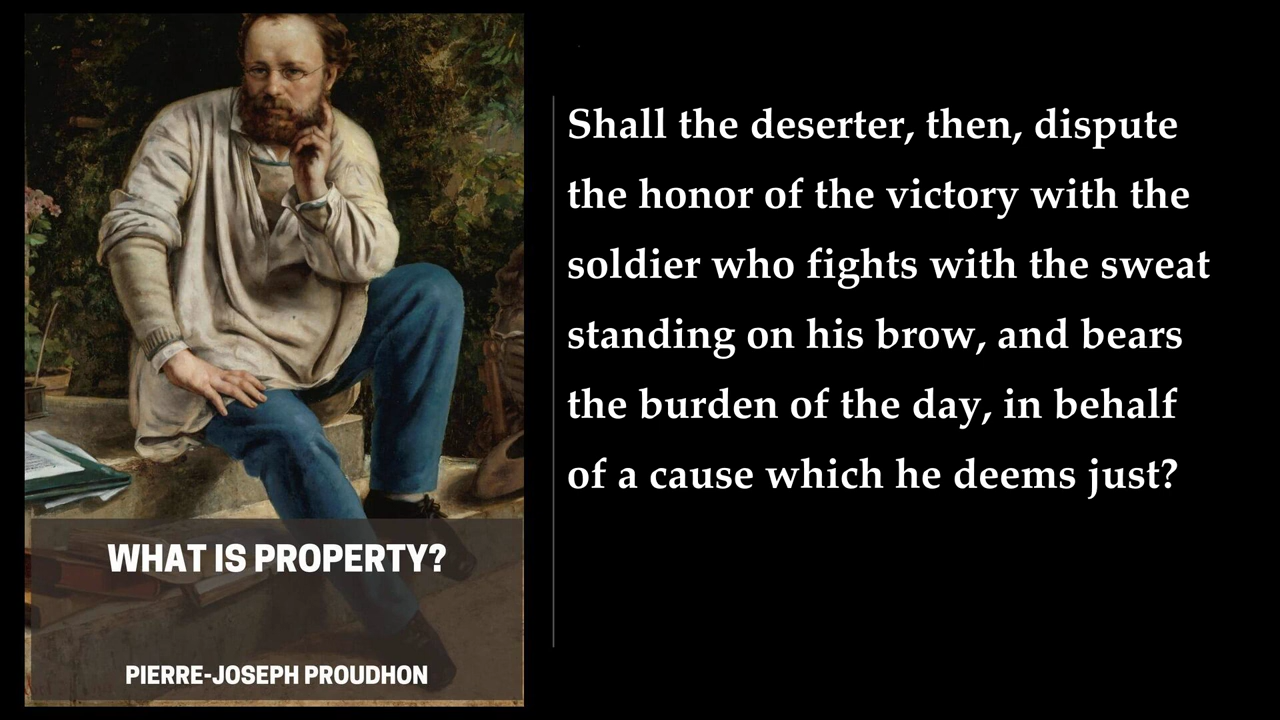 WHAT IS PROPERTY?
PIERRE-JOSEPH PROUDHON
Shall the deserter, then, dispute
the honor of the victory with the
soldier who fights with the sweat
standing on his brow, and bears
the burden of the day, in behalf
of a cause which he deems just?